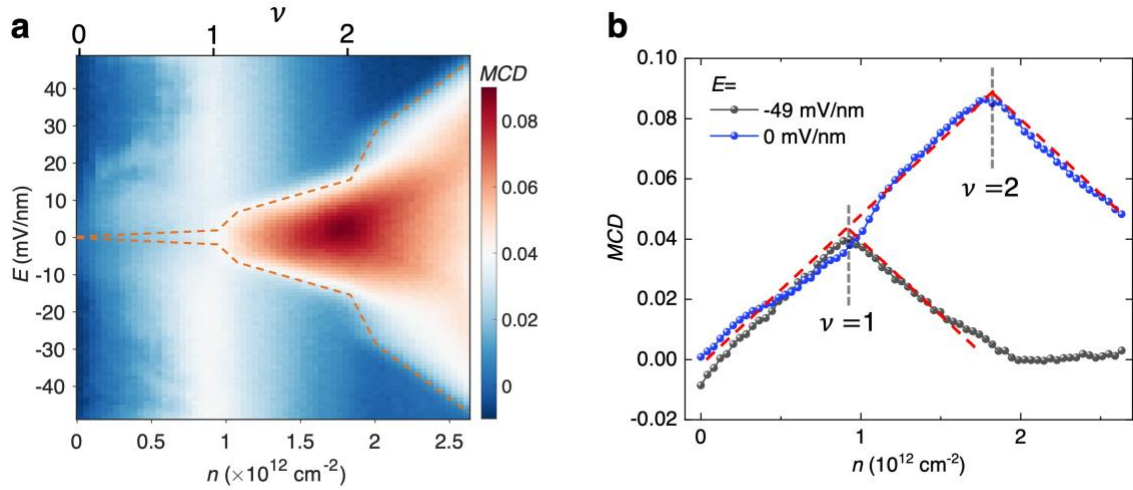 a
ν
0 1 2
MCD
40
30
20
10
0
-10
-20
-30
-40
E (mV/nm)
0.08
0.06
0.04
0.02
0
0 0.5 1 1.5 2 2.5
n (×10¹² cm⁻²)
b
0.10
0.08
0.06
0.04
0.02
0.00
-0.02
MCD
E=
-49 mV/nm
0 mV/nm
ν = 2
ν = 1
0 1 2
n (10¹² cm⁻²)